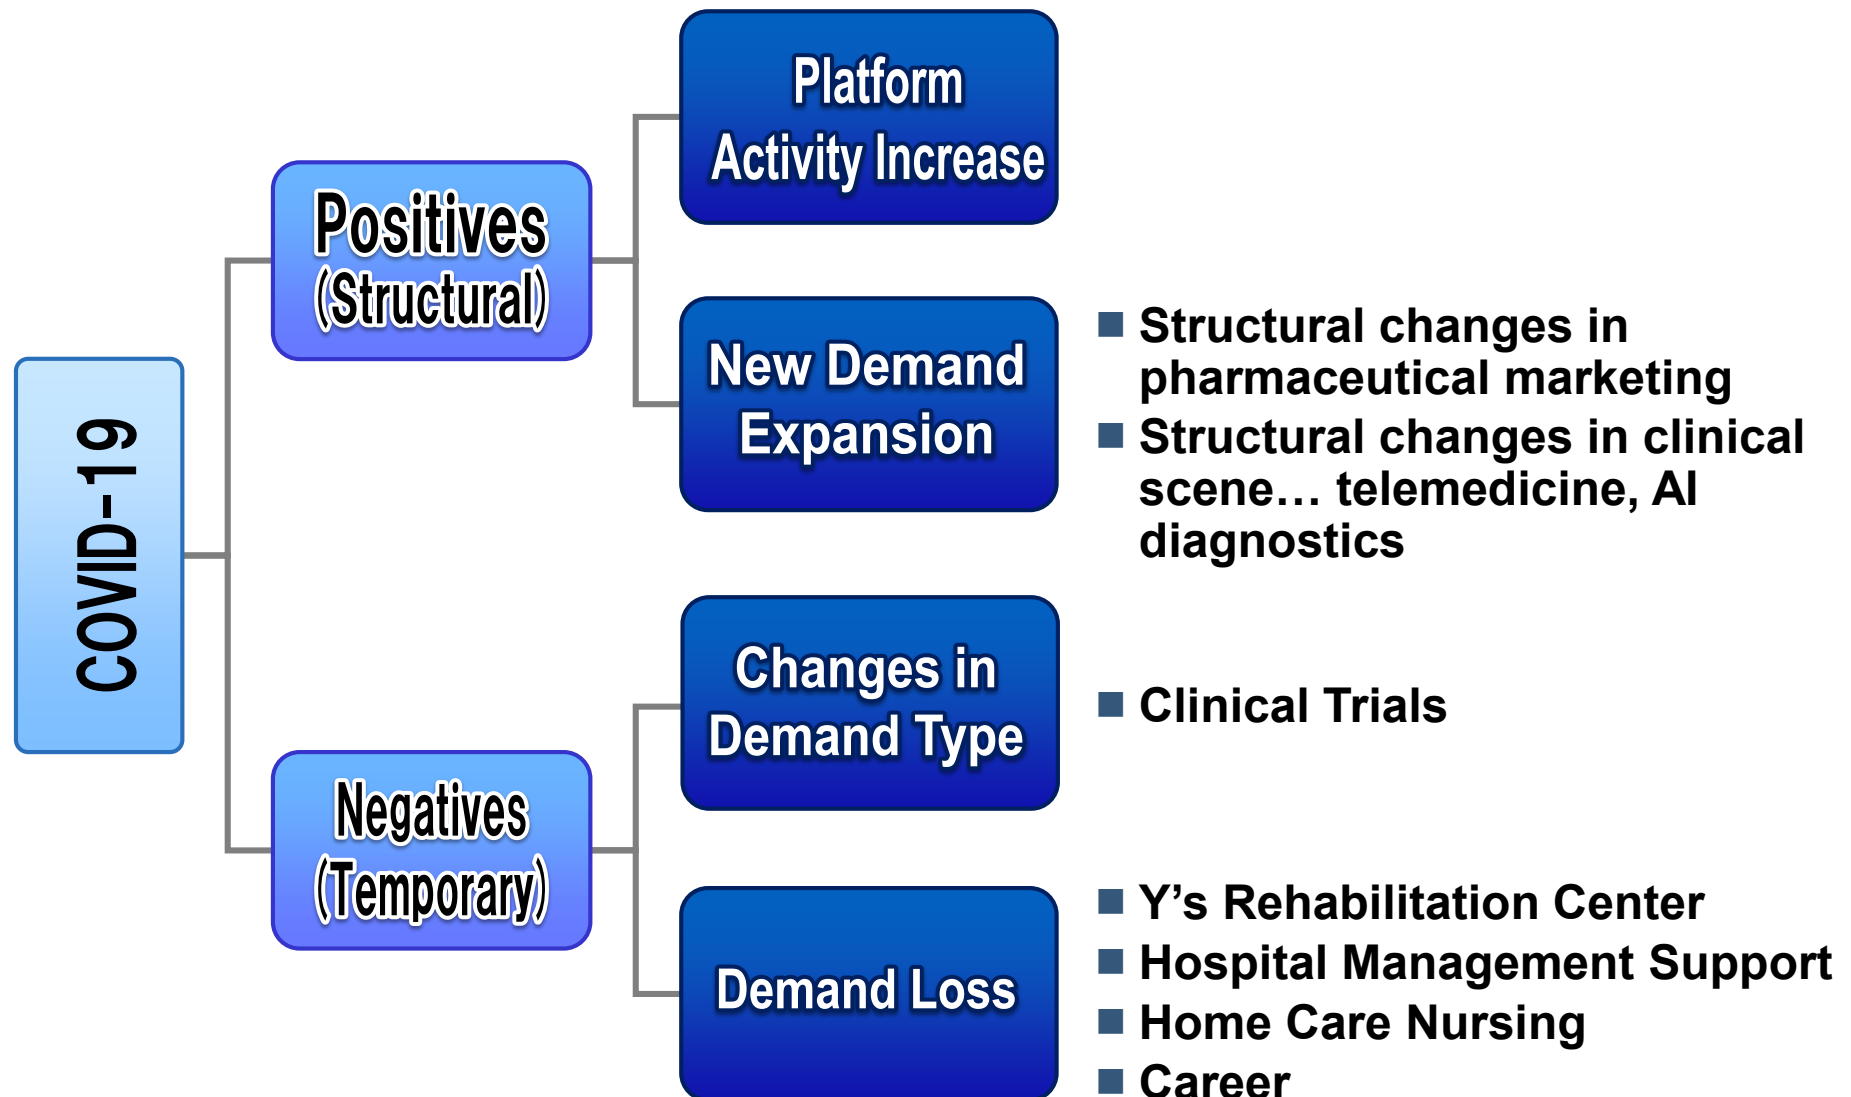 COVID-19
Positives
(Structural)
Platform
Activity Increase
New Demand
Expansion
■ Structural changes in
pharmaceutical marketing
■ Structural changes in clinical
scene… telemedicine, AI
diagnostics
Negatives
(Temporary)
Changes in
Demand Type
■ Clinical Trials
Demand Loss
■ Y’s Rehabilitation Center
■ Hospital Management Support
■ Home Care Nursing
■ Career